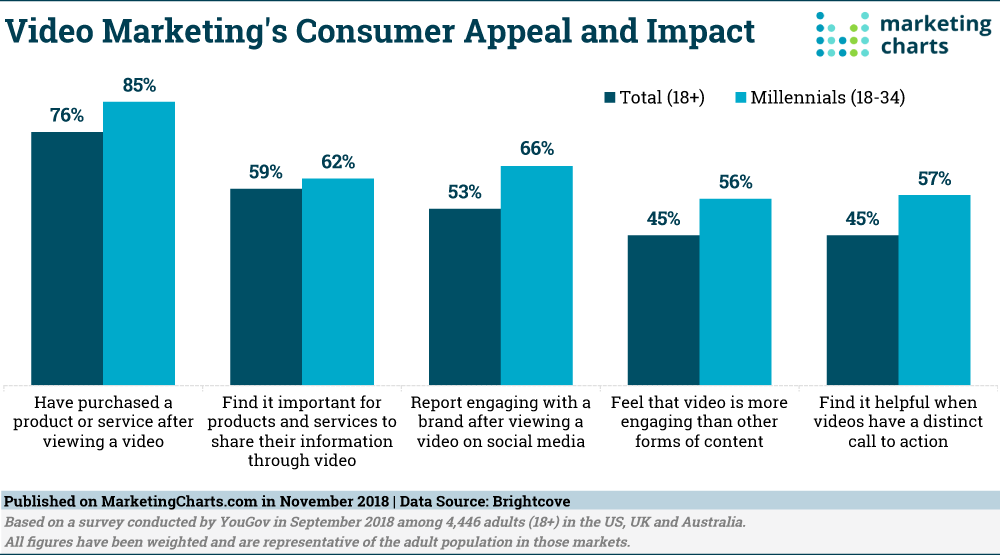 Video Marketing's Consumer Appeal and Impact
marketing
charts
Total (18+)
Millennials (18-34)
76%
85%
59%
62%
53%
66%
45%
56%
45%
57%
Have purchased a
product or service after
viewing a video
Find it important for
products and services to
share their information
through video
Report engaging with a
brand after viewing a
video on social media
Feel that video is more
engaging than other
forms of content
Find it helpful when
videos have a distinct
call to action
Published on MarketingCharts.com in November 2018 | Data Source: Brightcove
Based on a survey conducted by YouGov in September 2018 among 4,446 adults (18+) in the US, UK and Australia.
All figures have been weighted and are representative of the adult population in those markets.